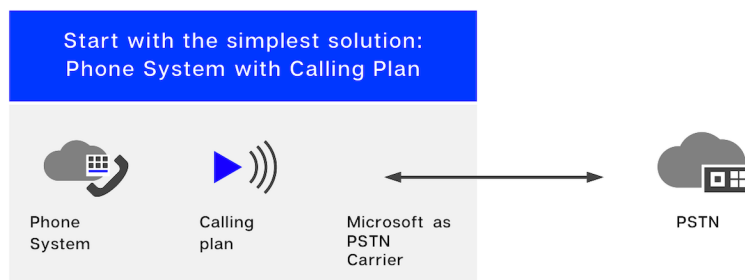 Start with the simplest solution:
Phone System with Calling Plan
Phone
System
Calling
plan
Microsoft as
PSTN
Carrier
PSTN